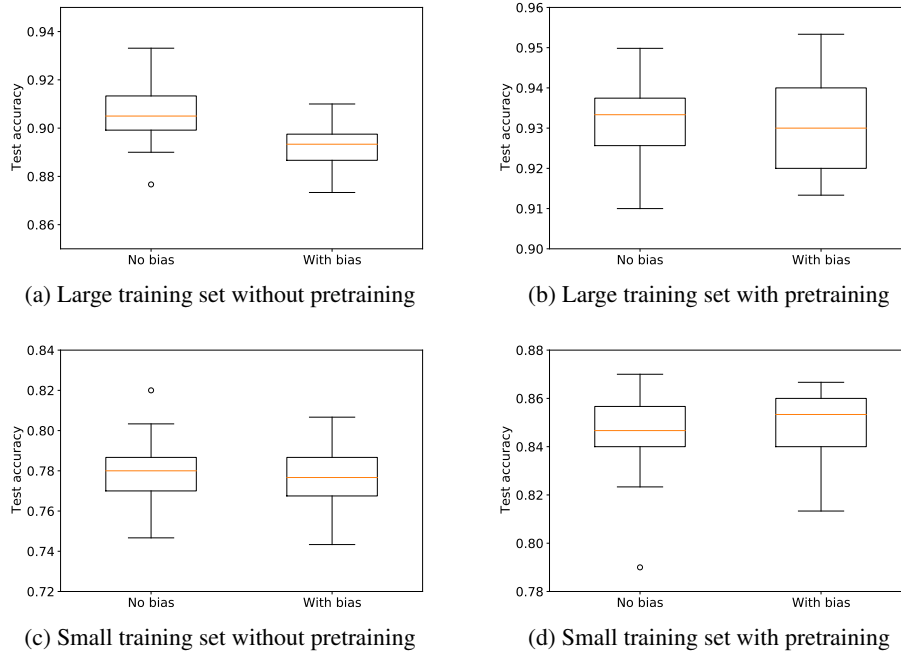 0.94
0.92
0.90
0.88
0.86
Test accuracy
No bias
With bias
(a) Large training set without pretraining
0.96
0.95
0.94
0.93
0.92
0.91
0.90
Test accuracy
No bias
With bias
(b) Large training set with pretraining
0.84
0.82
0.80
0.78
0.76
0.74
0.72
Test accuracy
No bias
With bias
(c) Small training set without pretraining
0.88
0.86
0.84
0.82
0.80
0.78
Test accuracy
No bias
With bias
(d) Small training set with pretraining